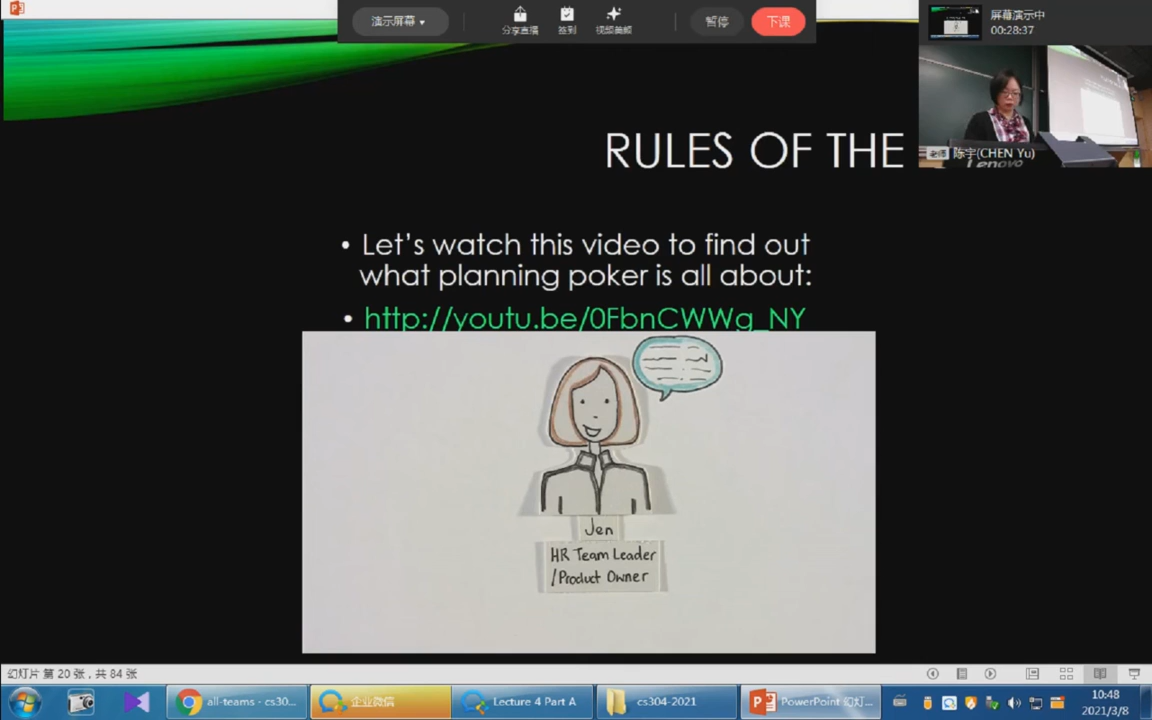 演示屏幕
分享直播
签到
视频美颜
暂停
下课
屏幕演示中
00:28:37
老师 陈宇(CHEN Yu)
Lenovo
RULES OF THE
• Let's watch this video to find out
what planning poker is all about:
• http://youtu.be/0FbnCWWg_NY
Jen
HR Team Leader
/Product Owner
幻灯片 第 20 张，共 84 张
all-teams - cs30...
企业微信
Lecture 4 Part A
cs304-2021
PowerPoint 幻灯...
10:48
2021/3/8